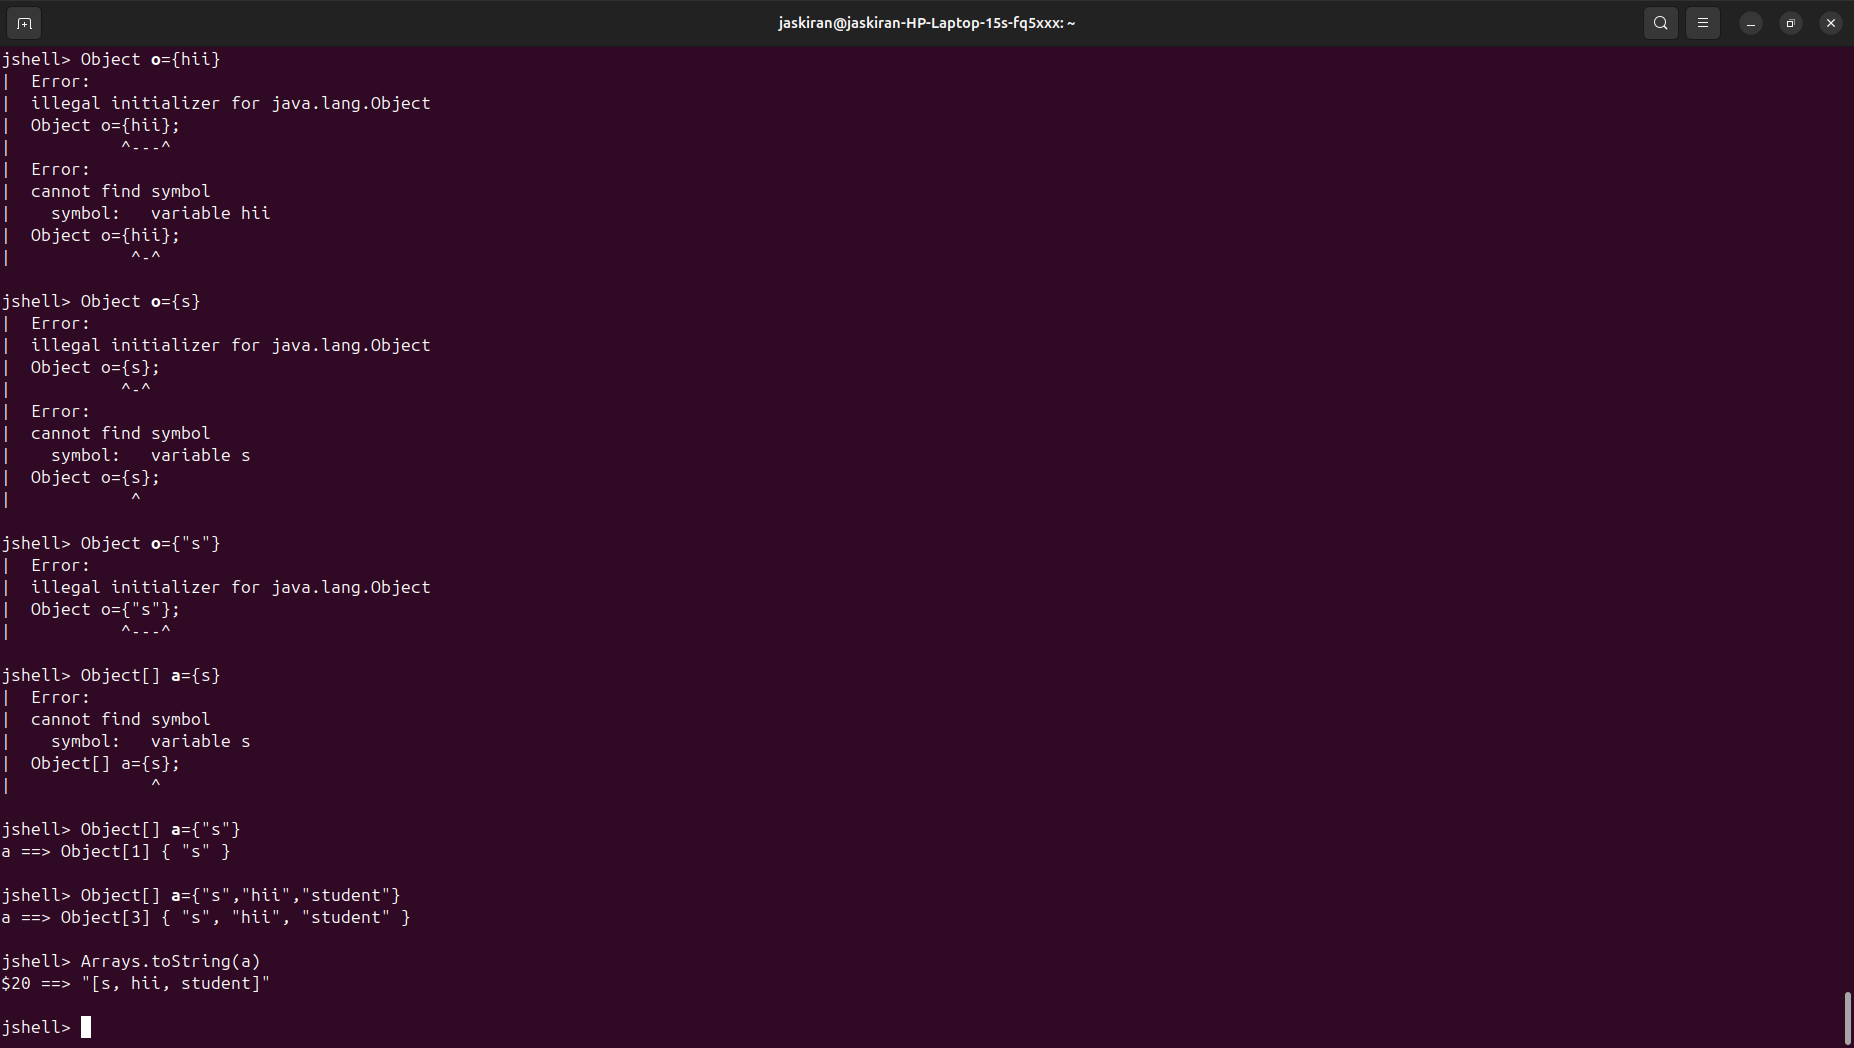 jaskiran@jaskiran-HP-Laptop-15s-fq5xxx: ~
jshell> Object o={hii}
|  Error:
|  illegal initializer for java.lang.Object
|  Object o={hii};
|           ^---^
|  Error:
|  cannot find symbol
|    symbol:   variable hii
|  Object o={hii};
|            ^-^

jshell> Object o={s}
|  Error:
|  illegal initializer for java.lang.Object
|  Object o={s};
|           ^-^
|  Error:
|  cannot find symbol
|    symbol:   variable s
|  Object o={s};
|            ^

jshell> Object o={"s"}
|  Error:
|  illegal initializer for java.lang.Object
|  Object o={"s"};
|           ^---^

jshell> Object[] a={s}
|  Error:
|  cannot find symbol
|    symbol:   variable s
|  Object[] a={s};
|              ^

jshell> Object[] a={"s"}
a ==> Object[1] { "s" }

jshell> Object[] a={"s","hii","student"}
a ==> Object[3] { "s", "hii", "student" }

jshell> Arrays.toString(a)
$20 ==> "[s, hii, student]"

jshell>